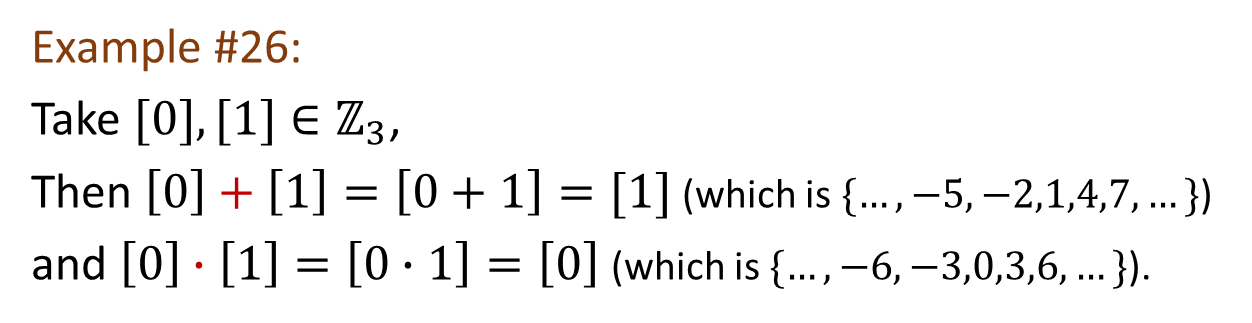 Example #26:
Take [0], [1] ∈ ℤ₃,
Then [0] + [1] = [0 + 1] = [1] (which is {… , −5, −2,1,4,7, … })
and [0] · [1] = [0 · 1] = [0] (which is {… , −6, −3,0,3,6, … }).